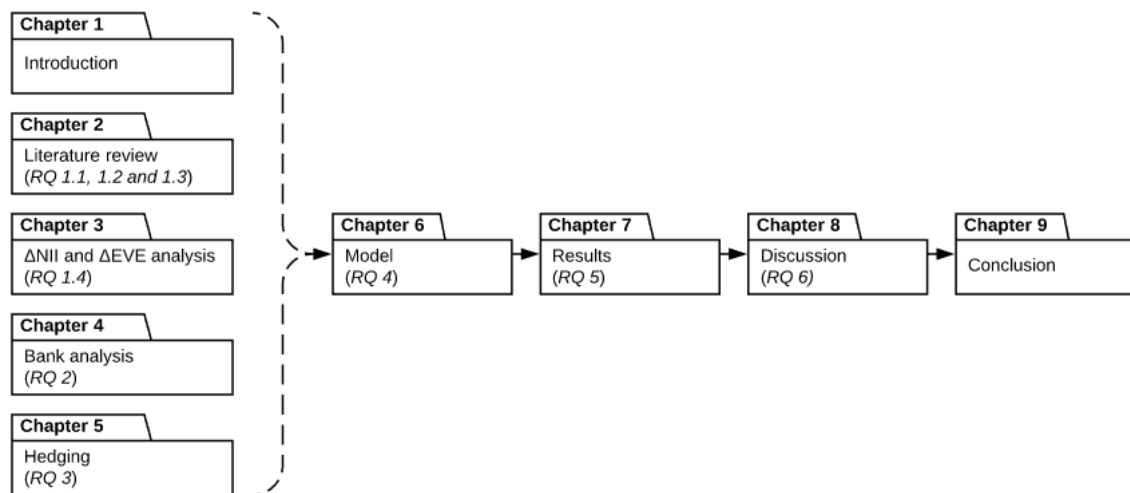 Chapter 1
Introduction
Chapter 2
Literature review
(RQ 1.1, 1.2 and 1.3)
Chapter 3
ΔNII and ΔEVE analysis
(RQ 1.4)
Chapter 4
Bank analysis
(RQ 2)
Chapter 5
Hedging
(RQ 3)
Chapter 6
Model
(RQ 4)
Chapter 7
Results
(RQ 5)
Chapter 8
Discussion
(RQ 6)
Chapter 9
Conclusion